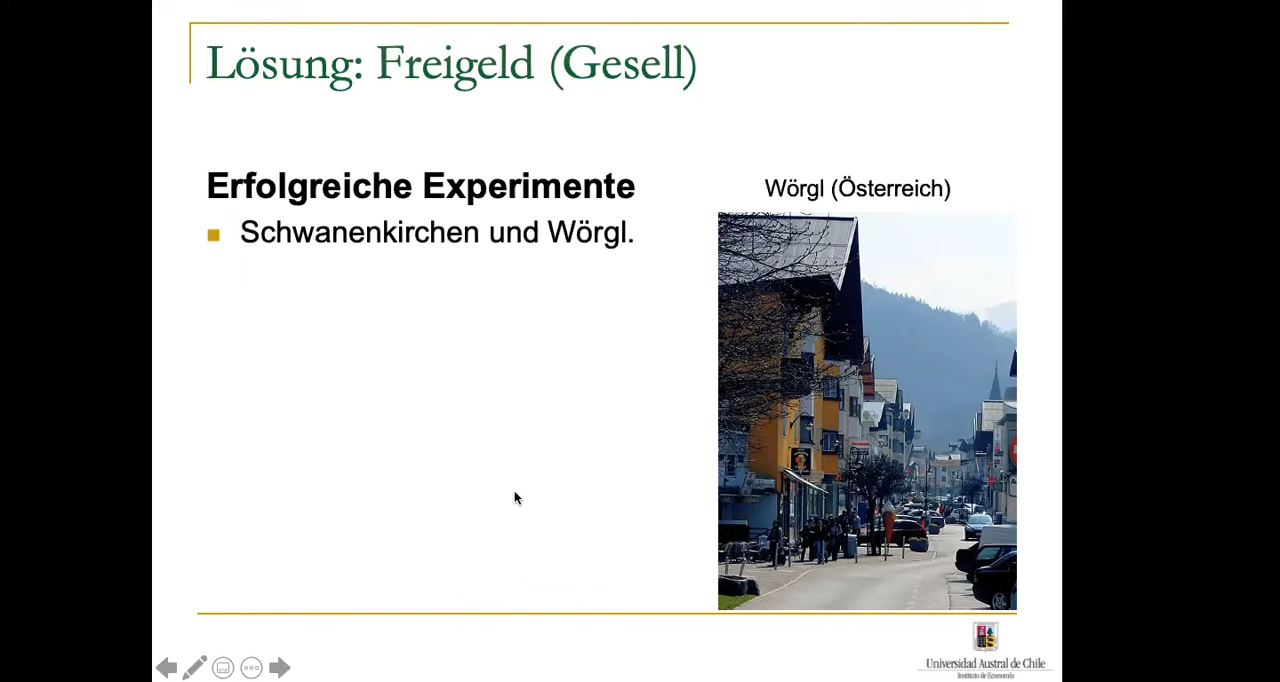 Lösung: Freigeld (Gesell)
Erfolgreiche Experimente
Schwanenkirchen und Wörgl.
Wörgl (Österreich)
Universidad Austral de Chile
Instituto de Economía